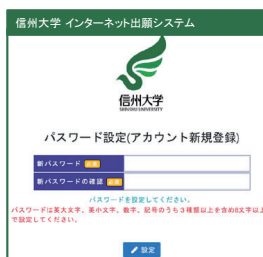 信州大学 インターネット出願システム
信州大学
SHINSHU UNIVERSITY
パスワード設定(アカウント新規登録)
新パスワード 必須
新パスワードの確認 必須
パスワードを設定してください。
パスワードは英大文字、英小文字、数字、記号のうち3種類以上を含め8文字以上
で設定してください。
設定